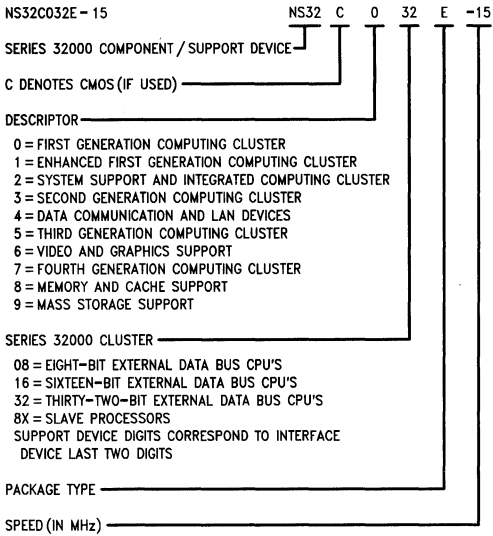 NS32C032E - 15 NS32 C 0 32 E -15
SERIES 32000 COMPONENT / SUPPORT DEVICE
C DENOTES CMOS (IF USED)
DESCRIPTOR
0 = FIRST GENERATION COMPUTING CLUSTER
1 = ENHANCED FIRST GENERATION COMPUTING CLUSTER
2 = SYSTEM SUPPORT AND INTEGRATED COMPUTING CLUSTER
3 = SECOND GENERATION COMPUTING CLUSTER
4 = DATA COMMUNICATION AND LAN DEVICES
5 = THIRD GENERATION COMPUTING CLUSTER
6 = VIDEO AND GRAPHICS SUPPORT
7 = FOURTH GENERATION COMPUTING CLUSTER
8 = MEMORY AND CACHE SUPPORT
9 = MASS STORAGE SUPPORT
SERIES 32000 CLUSTER
08 = EIGHT-BIT EXTERNAL DATA BUS CPU'S
16 = SIXTEEN-BIT EXTERNAL DATA BUS CPU'S
32 = THIRTY-TWO-BIT EXTERNAL DATA BUS CPU'S
8X = SLAVE PROCESSORS
SUPPORT DEVICE DIGITS CORRESPOND TO INTERFACE
DEVICE LAST TWO DIGITS
PACKAGE TYPE
SPEED (IN MHz)